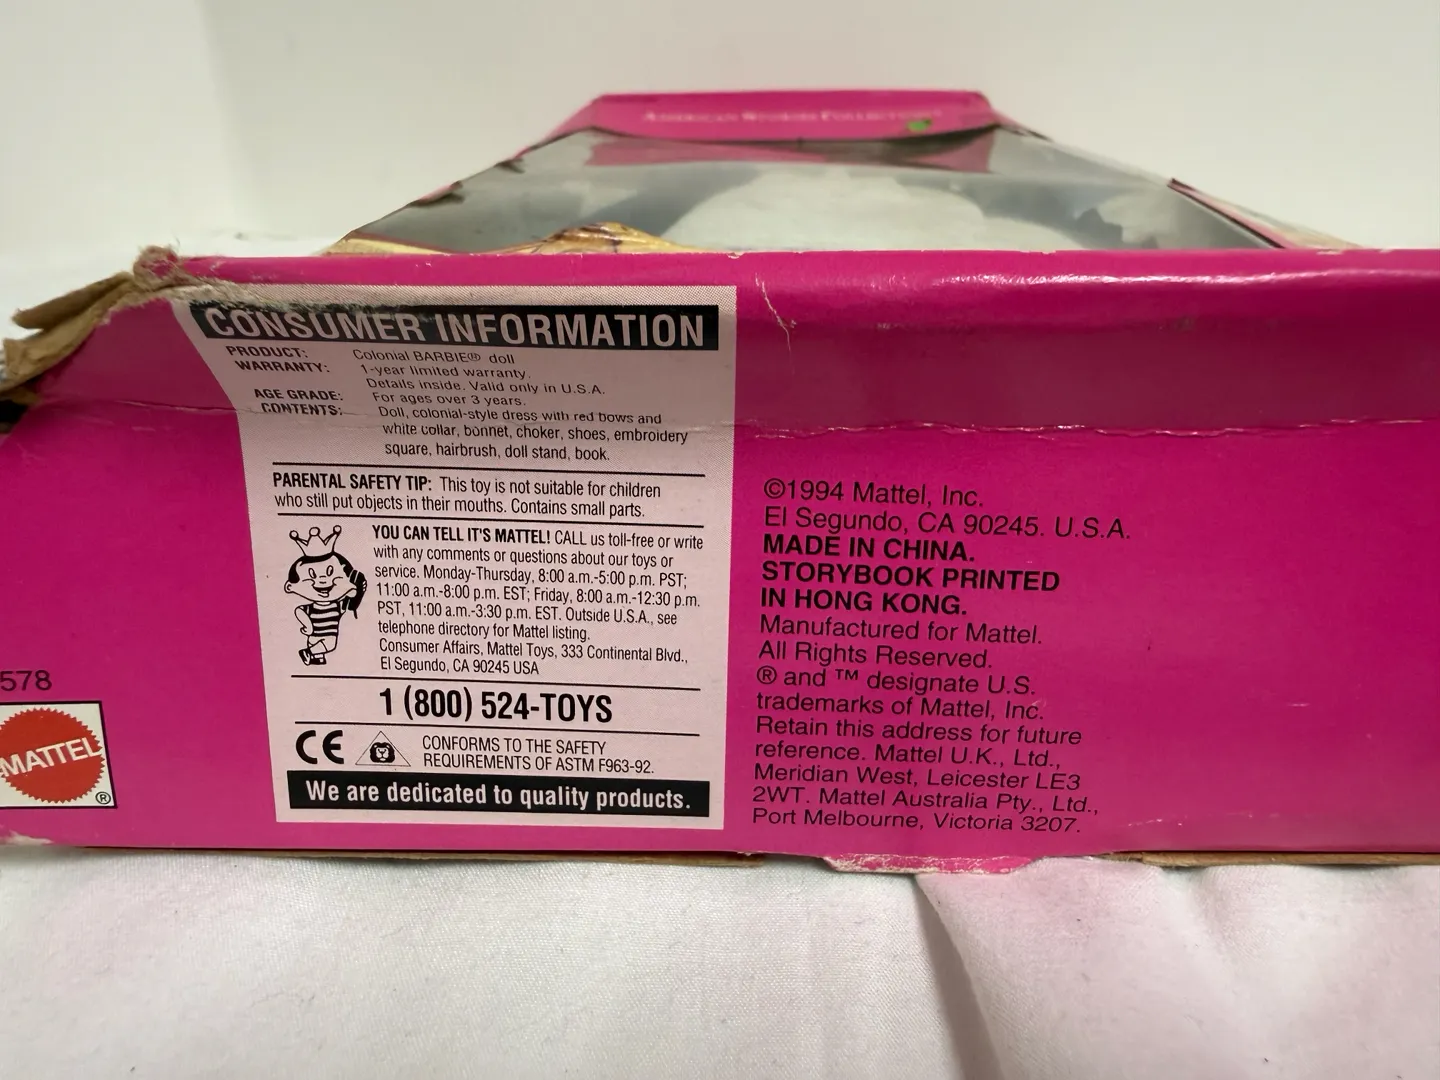 AMERICAN STORIES COLLECTION
CONSUMER INFORMATION
PRODUCT: Colonial BARBIE® doll
WARRANTY: 1-year limited warranty.
Details inside. Valid only in U.S.A.
AGE GRADE: For ages over 3 years.
CONTENTS: Doll, colonial-style dress with red bows and
white collar, bonnet, choker, shoes, embroidery
square, hairbrush, doll stand, book.
PARENTAL SAFETY TIP: This toy is not suitable for children
who still put objects in their mouths. Contains small parts.
YOU CAN TELL IT'S MATTEL! CALL us toll-free or write
with any comments or questions about our toys or
service. Monday-Thursday, 8:00 a.m.-5:00 p.m. PST;
11:00 a.m.-8:00 p.m. EST; Friday, 8:00 a.m.-12:30 p.m.
PST, 11:00 a.m.-3:30 p.m. EST. Outside U.S.A., see
telephone directory for Mattel listing.
Consumer Affairs, Mattel Toys, 333 Continental Blvd.,
El Segundo, CA 90245 USA
1 (800) 524-TOYS
CE CONFORMS TO THE SAFETY
REQUIREMENTS OF ASTM F963-92.
We are dedicated to quality products.
578
MATTEL
®
©1994 Mattel, Inc.
El Segundo, CA 90245. U.S.A.
MADE IN CHINA.
STORYBOOK PRINTED
IN HONG KONG.
Manufactured for Mattel.
All Rights Reserved.
® and ™ designate U.S.
trademarks of Mattel, Inc.
Retain this address for future
reference. Mattel U.K., Ltd.,
Meridian West, Leicester LE3
2WT. Mattel Australia Pty., Ltd.,
Port Melbourne, Victoria 3207.